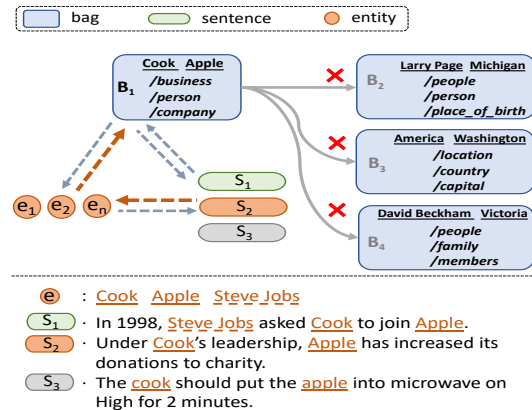 bag
sentence
entity
B1
Cook Apple
/business
/person
/company
B2
Larry Page Michigan
/people
/person
/place_of_birth
B3
America Washington
/location
/country
/capital
B4
David Beckham Victoria
/people
/family
/members
S1
S2
S3
e1 e2 en
e : Cook Apple Steve Jobs
S1 · In 1998, Steve Jobs asked Cook to join Apple.
S2 · Under Cook's leadership, Apple has increased its
donations to charity.
S3 · The cook should put the apple into microwave on
High for 2 minutes.